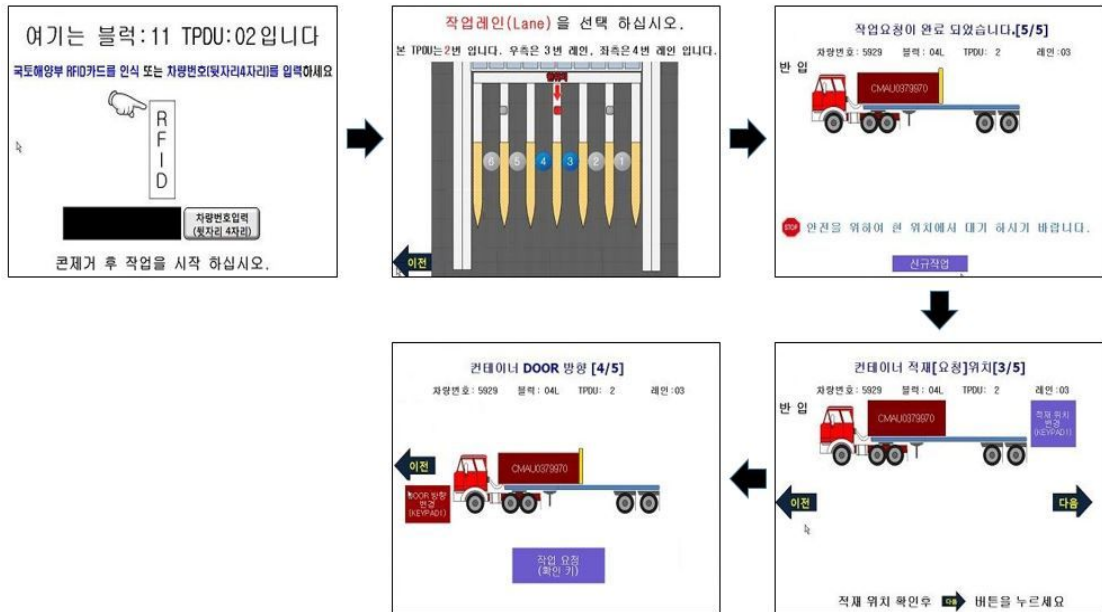 여기는 블럭:11 TPDU:02입니다
국토해양부 RFID카드를 인식 또는 차량번호(뒷자리4자리)를 입력하세요
R
F
I
D
차량번호입력
(뒷자리 4자리)
콘제거 후 작업을 시작 하십시오.
작업레인(Lane) 을 선택 하십시오.
본 TPDU는2번 입니다. 우측은 3번 레인, 좌측은4번 레인 입니다.
현위치
6 5 4 3 2 1
이전
작업요청이 완료 되었습니다.[5/5]
차량번호: 5929 블럭: 04L TPDU: 2 레인:03
반 입
CMAU0379970
STOP 안전을 위하여 현 위치에서 대기 하시기 바랍니다.
신규작업
컨테이너 DOOR 방향 [4/5]
차량번호: 5929 블럭: 04L TPDU: 2 레인:03
이전
CMAU0379970
DOOR 방향
변경
(KEYPAD1)
작업 요청
(확인 키)
컨테이너 적재[요청]위치[3/5]
차량번호: 5929 블럭: 04L TPDU: 2 레인:03
반 입
CMAU0379970
적재 위치
변경
(KEYPAD1)
이전
다음
적재 위치 확인후 다음 버튼을 누르세요